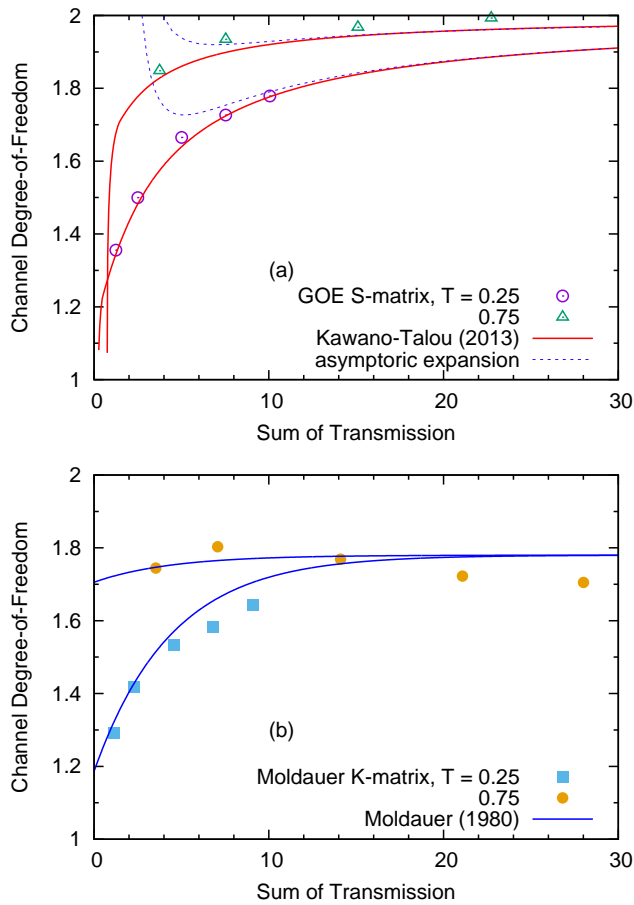 2
1.8
1.6
1.4
1.2
1
0 10 20 30
Channel Degree-of-Freedom
Sum of Transmission
(a)
GOE S-matrix, T = 0.25
0.75
Kawano-Talou (2013)
asymptoric expansion
2
1.8
1.6
1.4
1.2
1
0 10 20 30
Channel Degree-of-Freedom
Sum of Transmission
(b)
Moldauer K-matrix, T = 0.25
0.75
Moldauer (1980)